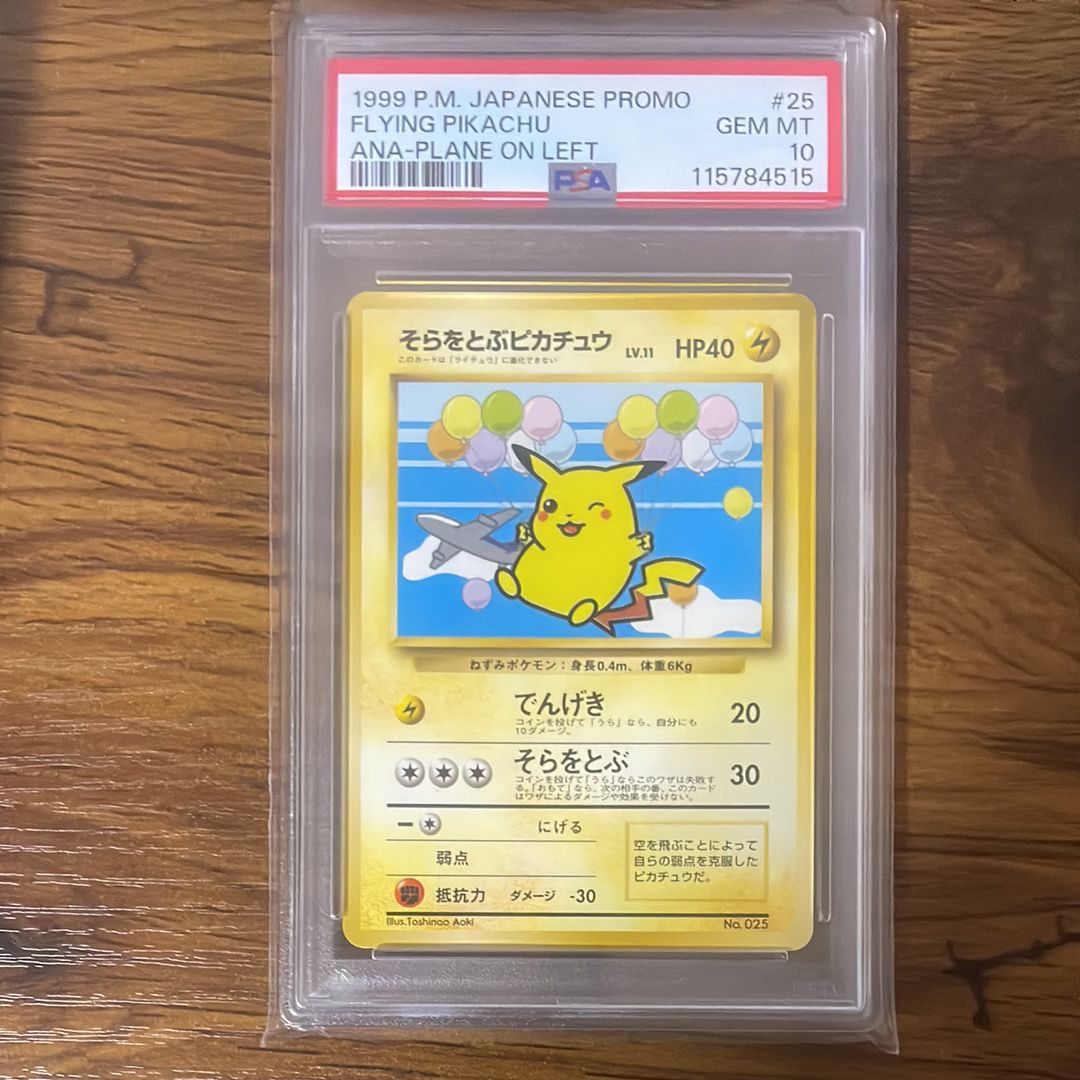 1999 P.M. JAPANESE PROMO #25
FLYING PIKACHU GEM MT
ANA-PLANE ON LEFT 10
PSA 115784515
そらをとぶピカチュウ LV.11 HP40
このカードは「ライチュウ」に進化できない
ねずみポケモン：身長0.4m、体重6Kg
でんげき 20
コインを投げて「うら」なら、自分にも
10ダメージ。
そらをとぶ 30
コインを投げて「うら」ならこのワザは失敗す
る。「おもて」なら、次の相手の番、このカード
はワザによるダメージや効果を受けない。
にげる
弱点
抵抗力 ダメージ -30
空を飛ぶことによって
自らの弱点を克服した
ピカチュウだ。
Illus.Toshinao Aoki No. 025